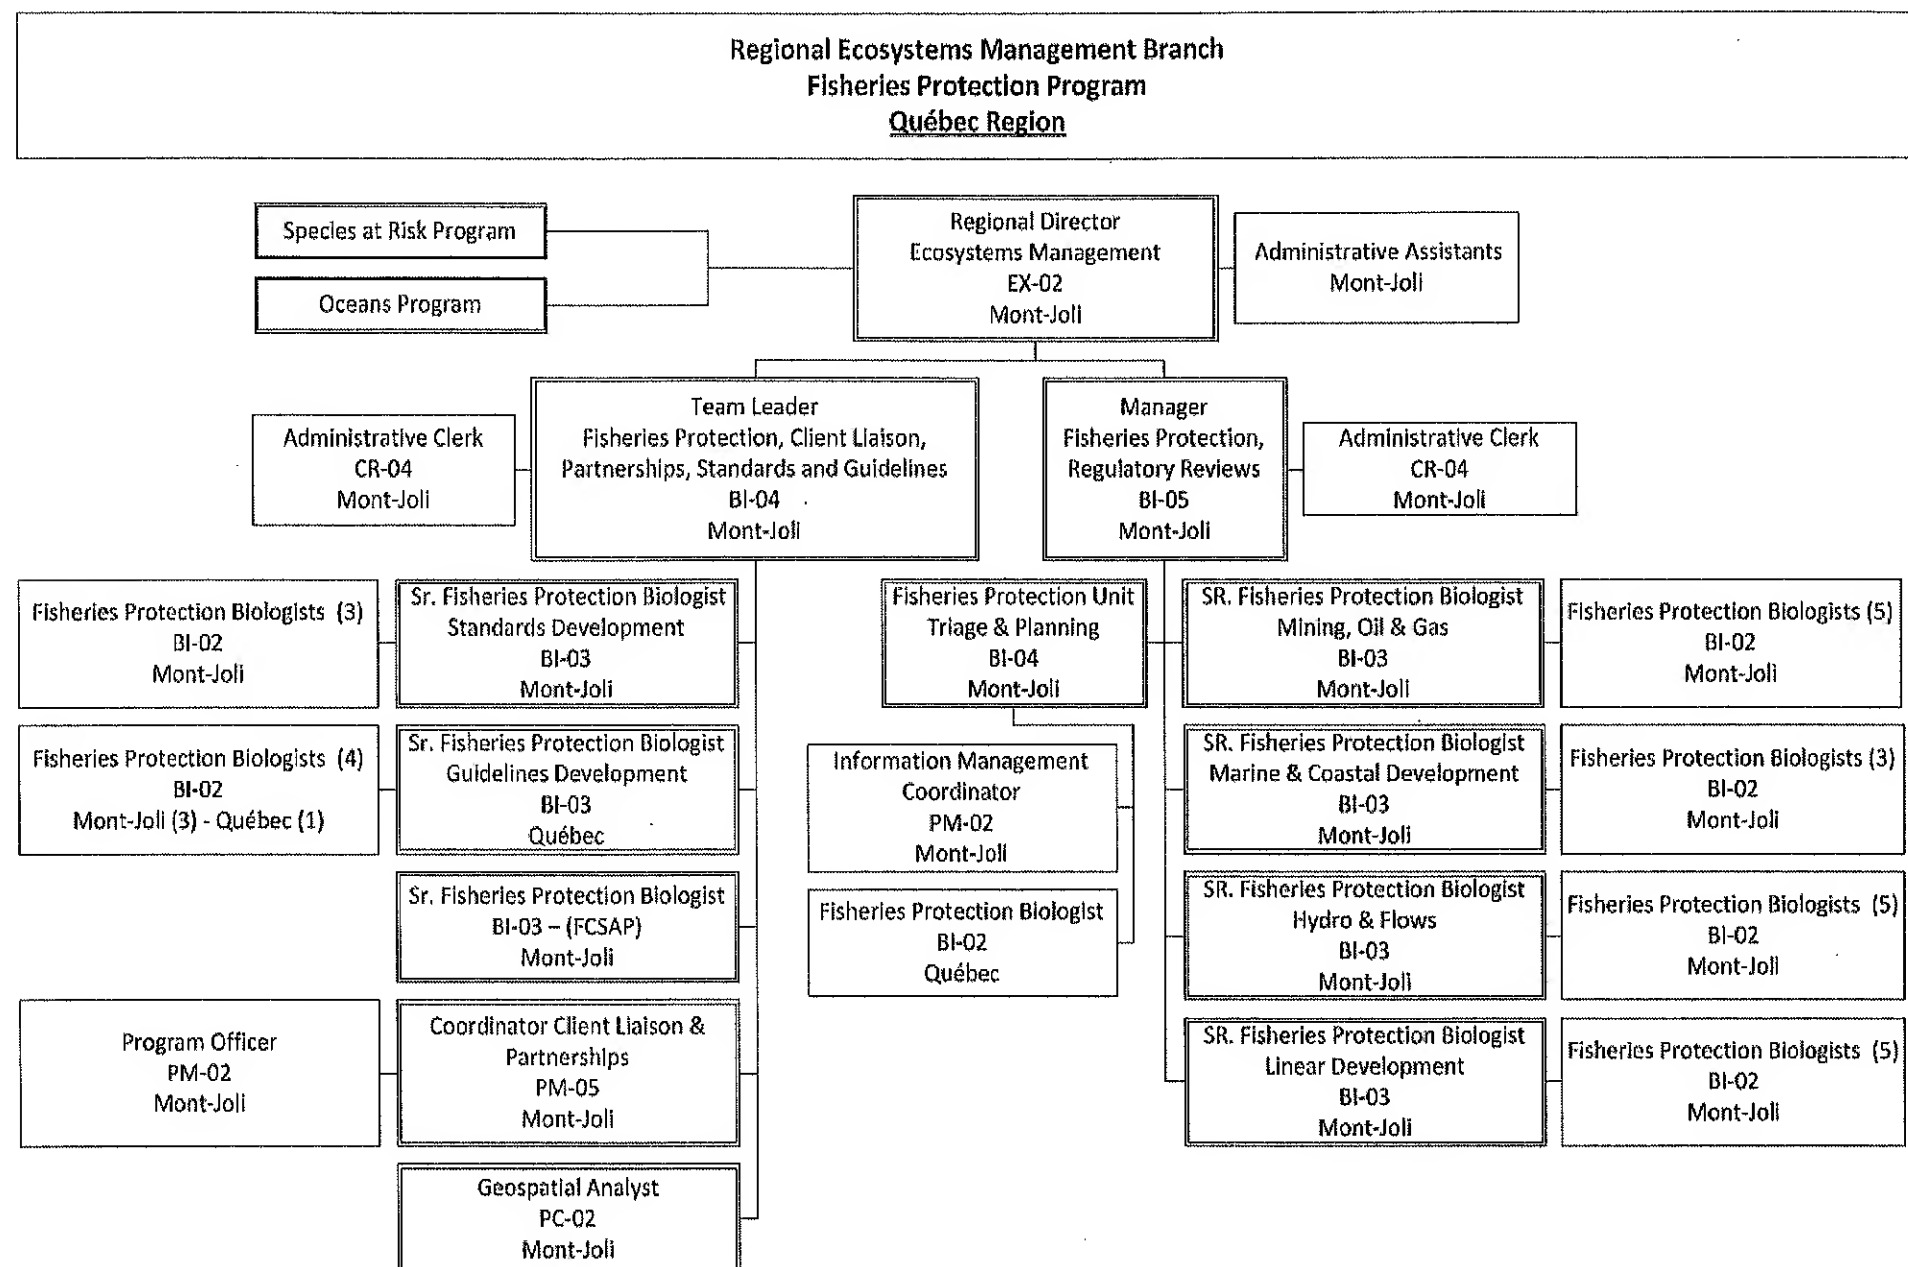 Regional Ecosystems Management Branch
Fisheries Protection Program
Québec Region
Species at Risk Program
Oceans Program
Regional Director
Ecosystems Management
EX-02
Mont-Joli
Administrative Assistants
Mont-Joli
Administrative Clerk
CR-04
Mont-Joli
Team Leader
Fisheries Protection, Client Liaison,
Partnerships, Standards and Guidelines
BI-04
Mont-Joli
Manager
Fisheries Protection,
Regulatory Reviews
BI-05
Mont-Joli
Administrative Clerk
CR-04
Mont-Joli
Fisheries Protection Biologists (3)
BI-02
Mont-Joli
Sr. Fisheries Protection Biologist
Standards Development
BI-03
Mont-Joli
Fisheries Protection Biologists (4)
BI-02
Mont-Joli (3) - Québec (1)
Sr. Fisheries Protection Biologist
Guidelines Development
BI-03
Québec
Sr. Fisheries Protection Biologist
BI-03 – (FCSAP)
Mont-Joli
Program Officer
PM-02
Mont-Joli
Coordinator Client Liaison &
Partnerships
PM-05
Mont-Joli
Geospatial Analyst
PC-02
Mont-Joli
Fisheries Protection Unit
Triage & Planning
BI-04
Mont-Joli
Information Management
Coordinator
PM-02
Mont-Joli
Fisheries Protection Biologist
BI-02
Québec
SR. Fisheries Protection Biologist
Mining, Oil & Gas
BI-03
Mont-Joli
Fisheries Protection Biologists (5)
BI-02
Mont-Joli
SR. Fisheries Protection Biologist
Marine & Coastal Development
BI-03
Mont-Joli
Fisheries Protection Biologists (3)
BI-02
Mont-Joli
SR. Fisheries Protection Biologist
Hydro & Flows
BI-03
Mont-Joli
Fisheries Protection Biologists (5)
BI-02
Mont-Joli
SR. Fisheries Protection Biologist
Linear Development
BI-03
Mont-Joli
Fisheries Protection Biologists (5)
BI-02
Mont-Joli